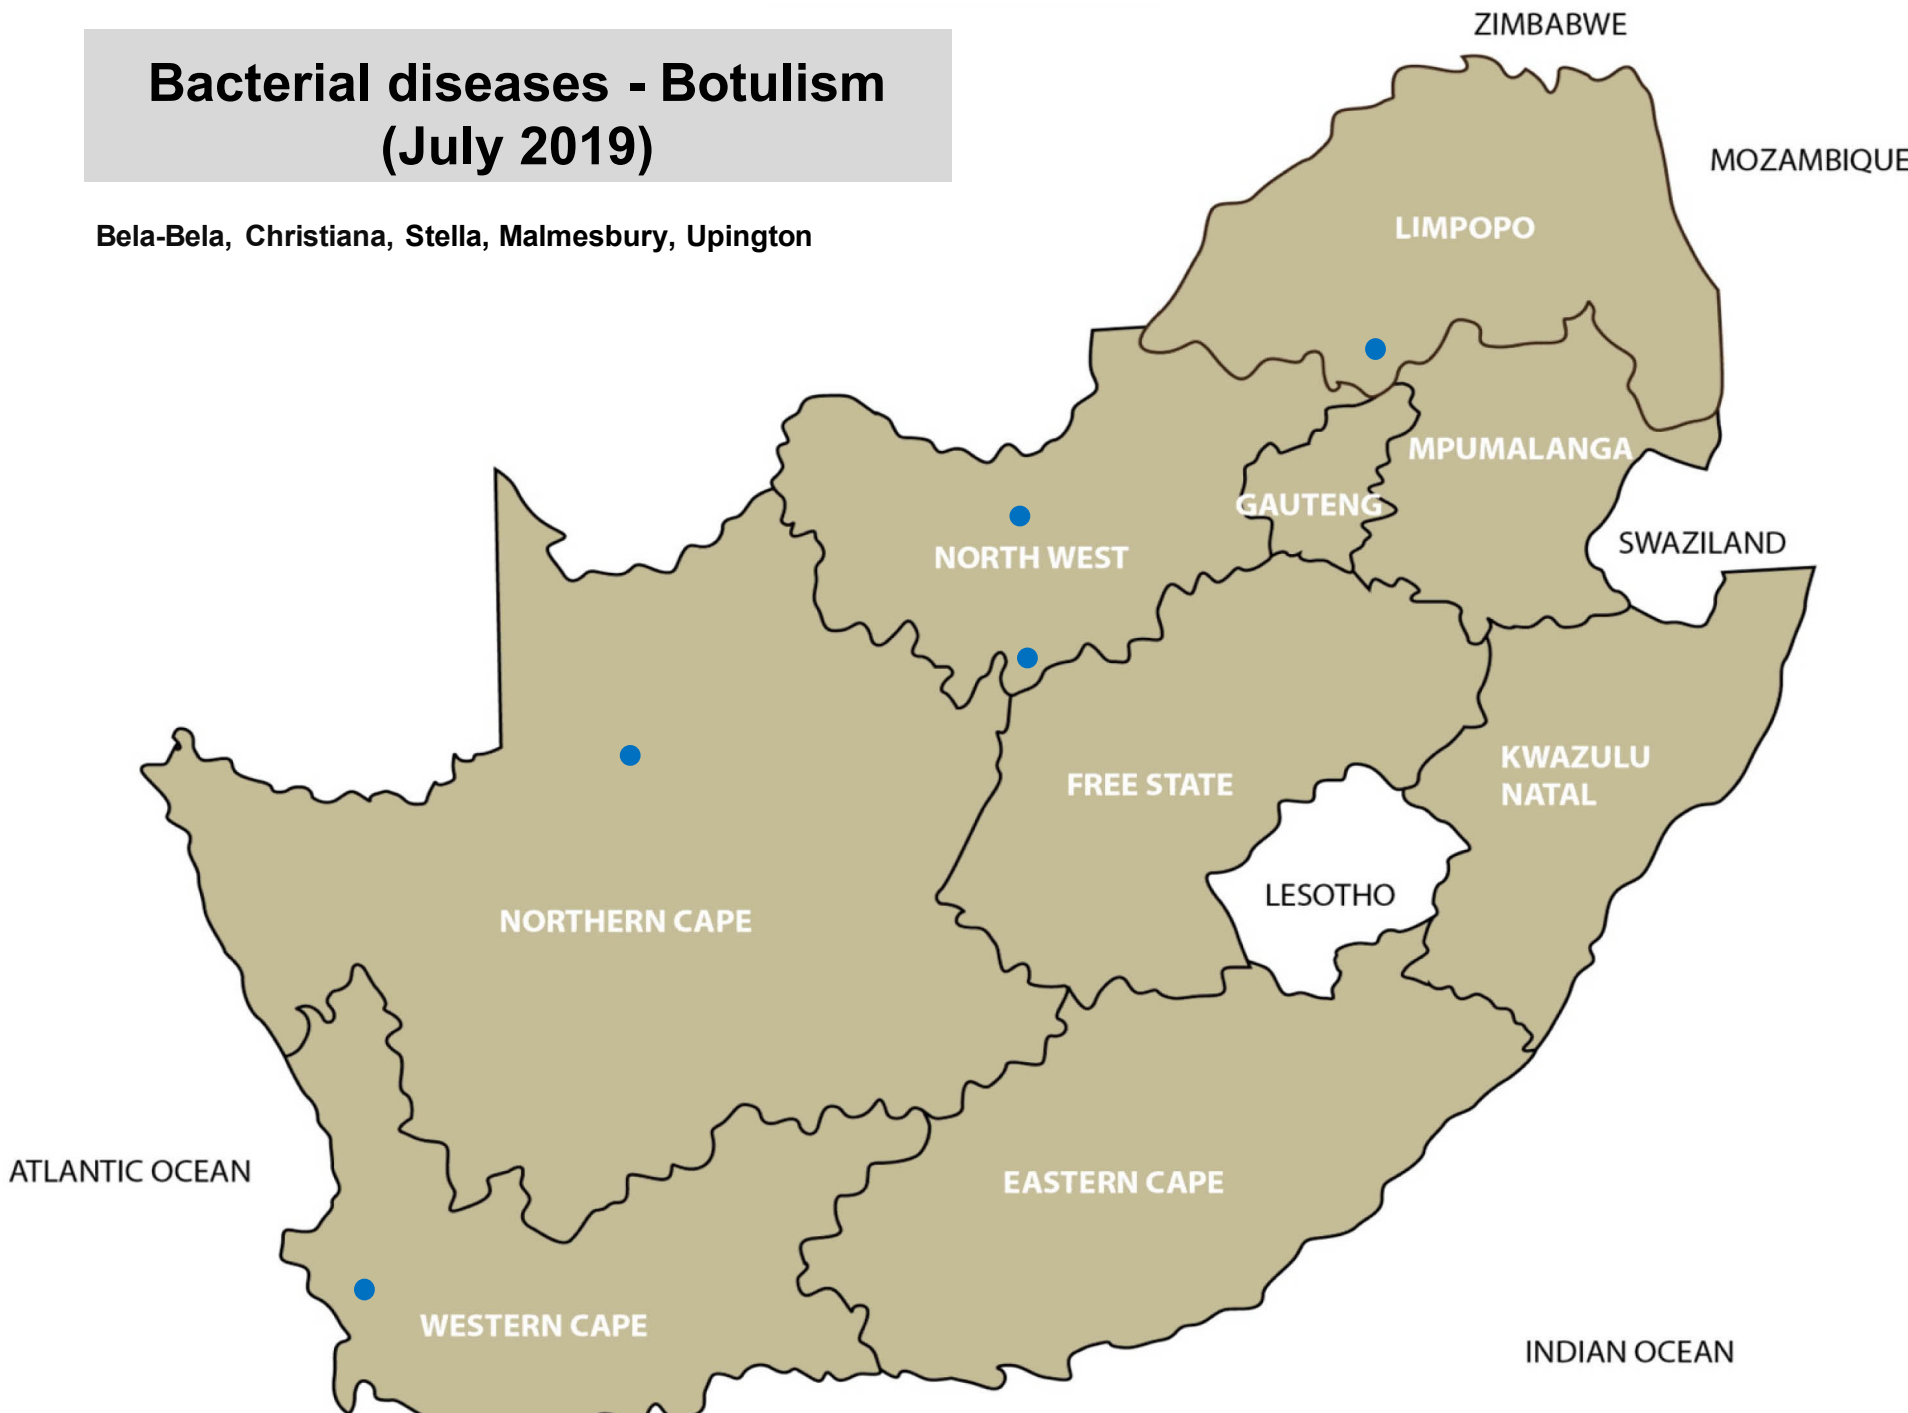 Bacterial diseases - Botulism
(July 2019)
Bela-Bela, Christiana, Stella, Malmesbury, Upington
ZIMBABWE
MOZAMBIQUE
LIMPOPO
MPUMALANGA
GAUTENG
SWAZILAND
NORTH WEST
KWAZULU
NATAL
FREE STATE
LESOTHO
NORTHERN CAPE
ATLANTIC OCEAN
EASTERN CAPE
WESTERN CAPE
INDIAN OCEAN